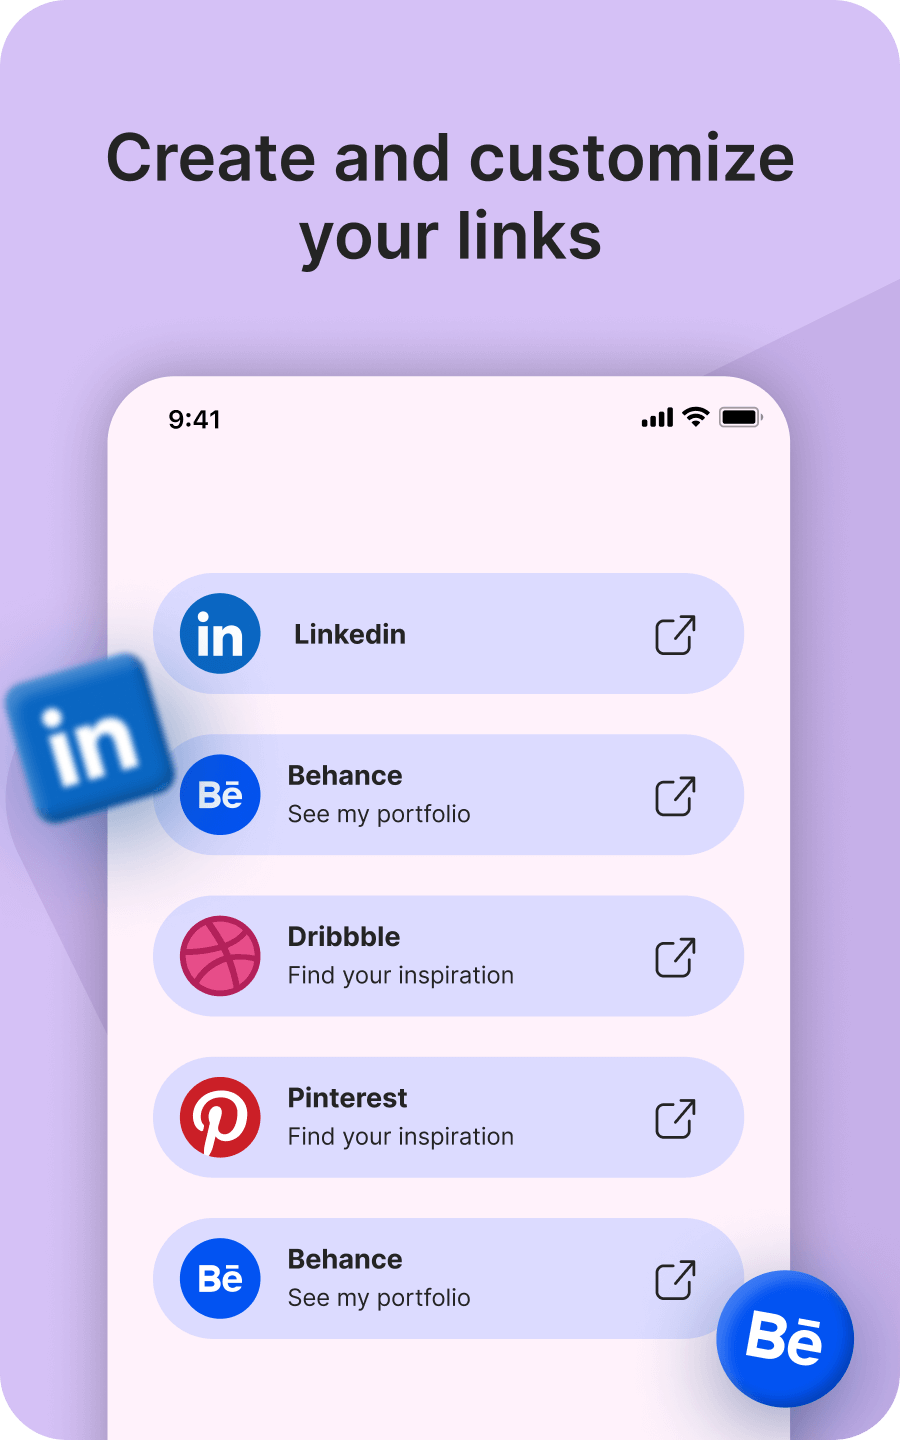 Create and customize
your links
9:41
in Linkedin
in
Bē Behance
See my portfolio
Dribbble
Find your inspiration
Pinterest
Find your inspiration
Bē Behance
See my portfolio
Bē